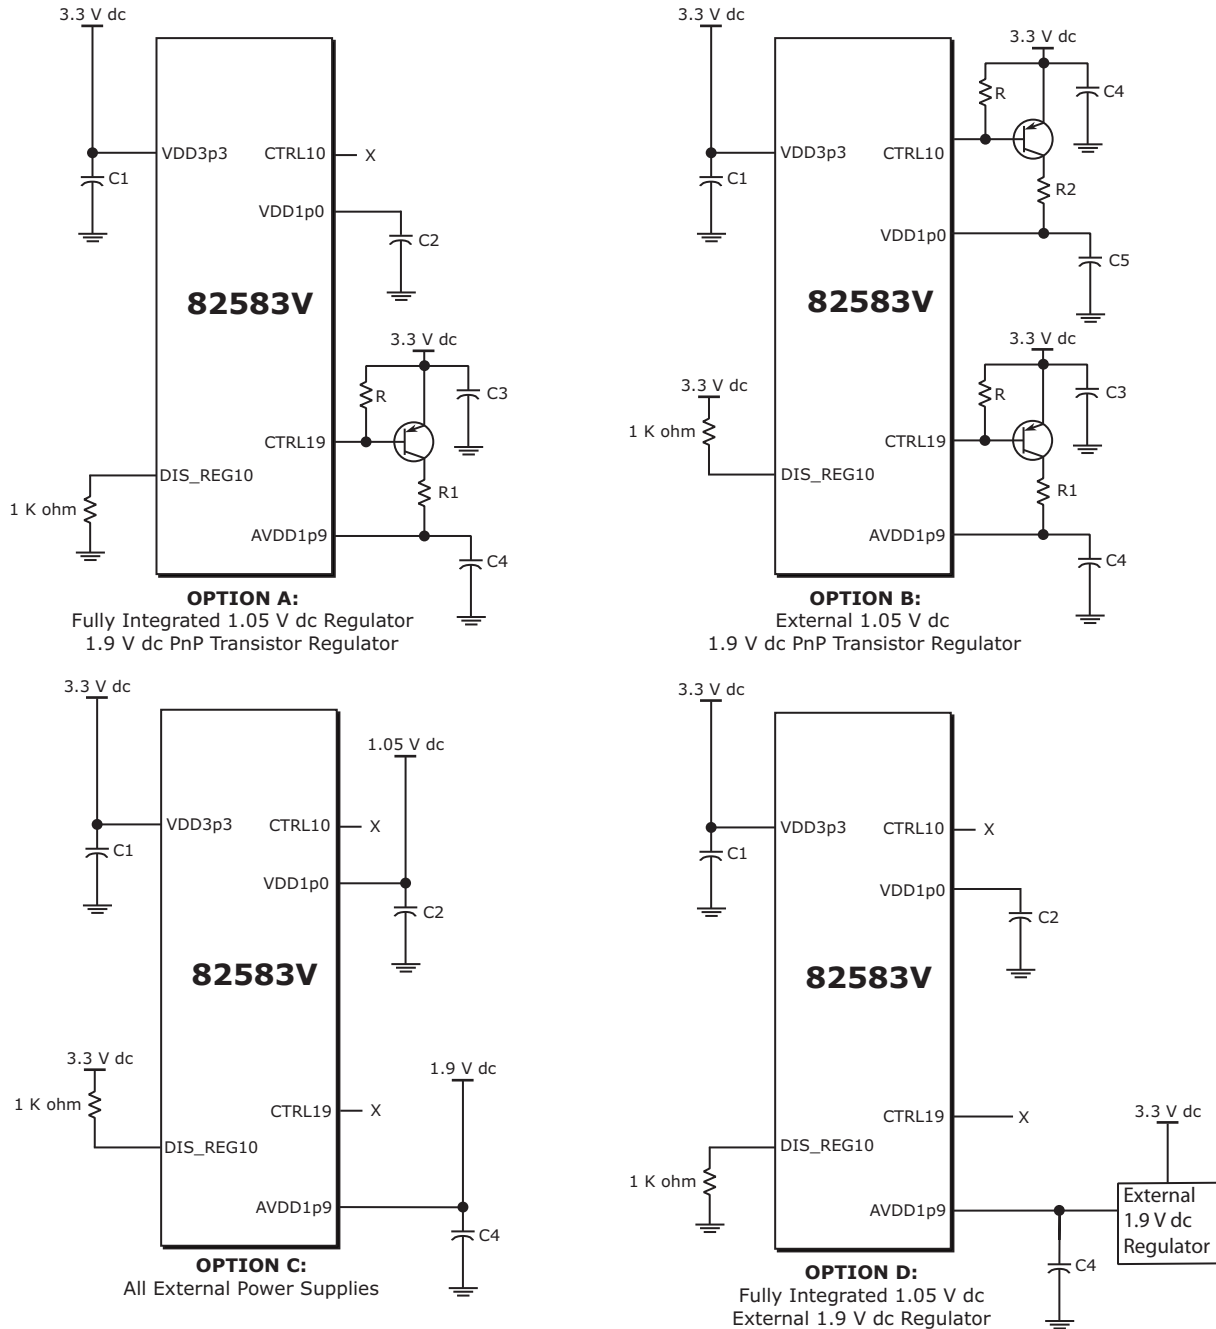 3.3 V dc
VDD3p3
CTRL10
X
C1
VDD1p0
C2
82583V
3.3 V dc
R
C3
CTRL19
DIS_REG10
R1
1 K ohm
AVDD1p9
C4
OPTION A:
Fully Integrated 1.05 V dc Regulator
1.9 V dc PnP Transistor Regulator
3.3 V dc
3.3 V dc
R
C4
VDD3p3
CTRL10
C1
R2
VDD1p0
C5
82583V
3.3 V dc
3.3 V dc
R
C3
1 K ohm
CTRL19
DIS_REG10
R1
AVDD1p9
C4
OPTION B:
External 1.05 V dc
1.9 V dc PnP Transistor Regulator
3.3 V dc
1.05 V dc
VDD3p3
CTRL10
X
C1
VDD1p0
C2
82583V
3.3 V dc
1.9 V dc
1 K ohm
CTRL19
X
DIS_REG10
AVDD1p9
C4
OPTION C:
All External Power Supplies
3.3 V dc
VDD3p3
CTRL10
X
C1
VDD1p0
C2
82583V
CTRL19
X
3.3 V dc
DIS_REG10
1 K ohm
AVDD1p9
External
1.9 V dc
Regulator
C4
OPTION D:
Fully Integrated 1.05 V dc
External 1.9 V dc Regulator